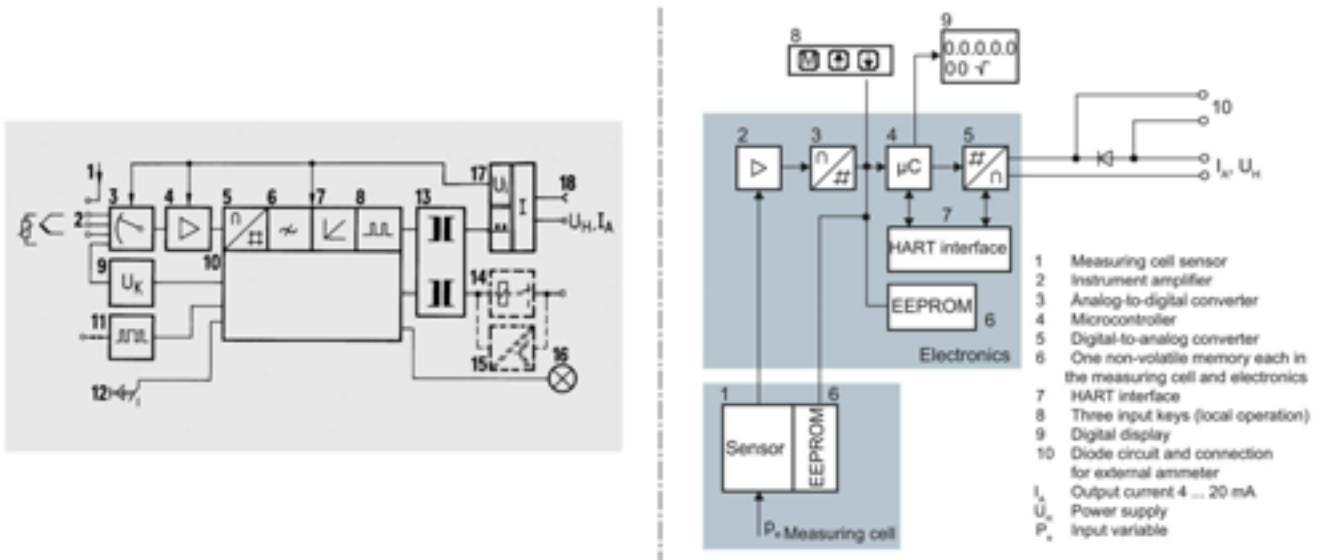 1
2
3
4
5
6
7
8
9
10
11
12
13
14
15
16
17
18
U_K
U_H, I_A
I
8
M
9
0.0.0.0.0
00 √
10
2
3
4
5
∩
#
µC
#
∩
I_A, U_H
7
HART interface
EEPROM
6
Electronics
1
6
Sensor
EEPROM
Measuring cell
1 Measuring cell sensor
2 Instrument amplifier
3 Analog-to-digital converter
4 Microcontroller
5 Digital-to-analog converter
6 One non-volatile memory each in
the measuring cell and electronics
7 HART interface
8 Three input keys (local operation)
9 Digital display
10 Diode circuit and connection
for external ammeter
I_A Output current 4 ... 20 mA
U_H Power supply
P_e Input variable